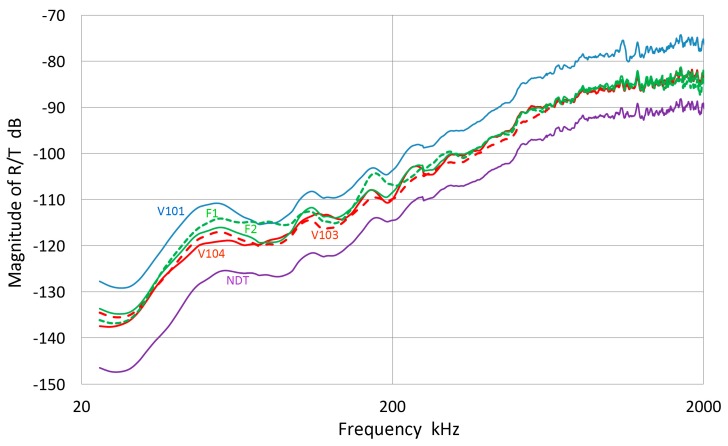 -70
-80
-90
-100
-110
-120
-130
-140
-150
Magnitude of R/T dB
V101
F1
F2
V103
V104
NDT
20
200
2000
Frequency kHz